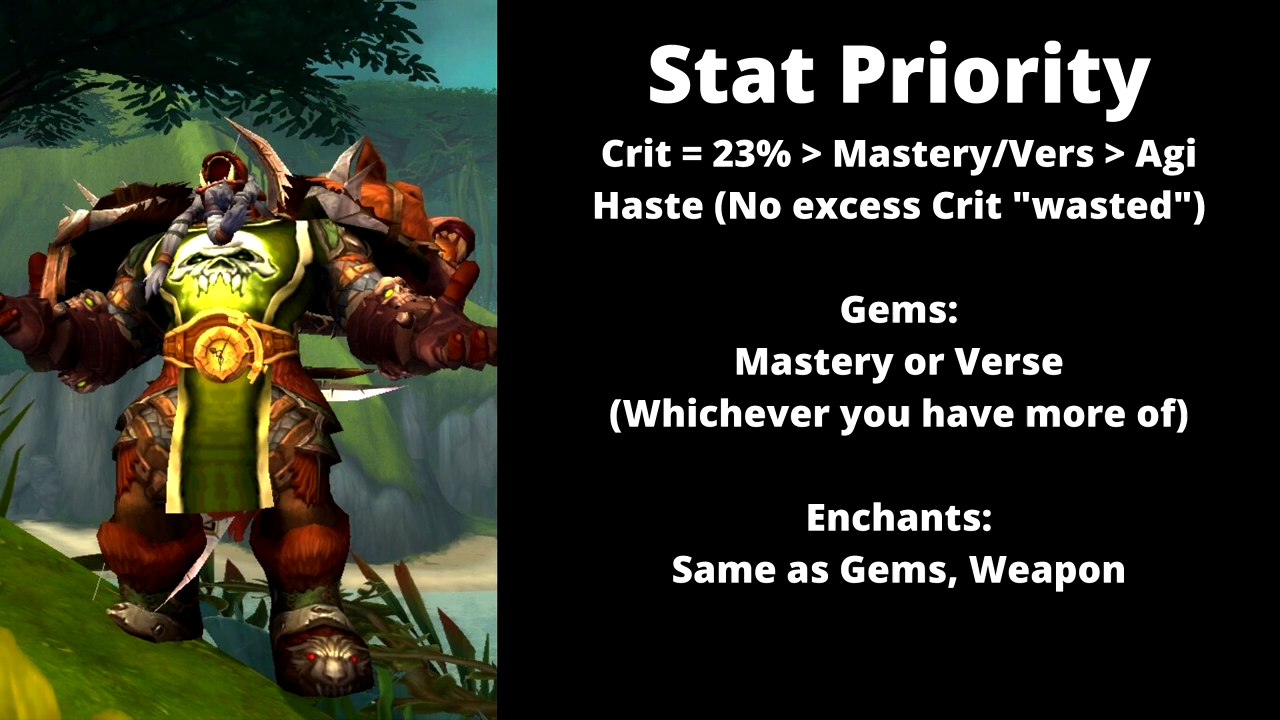 Stat Priority
Crit = 23% > Mastery/Vers > Agi
Haste (No excess Crit "wasted")
Gems:
Mastery or Verse
(Whichever you have more of)
Enchants:
Same as Gems, Weapon